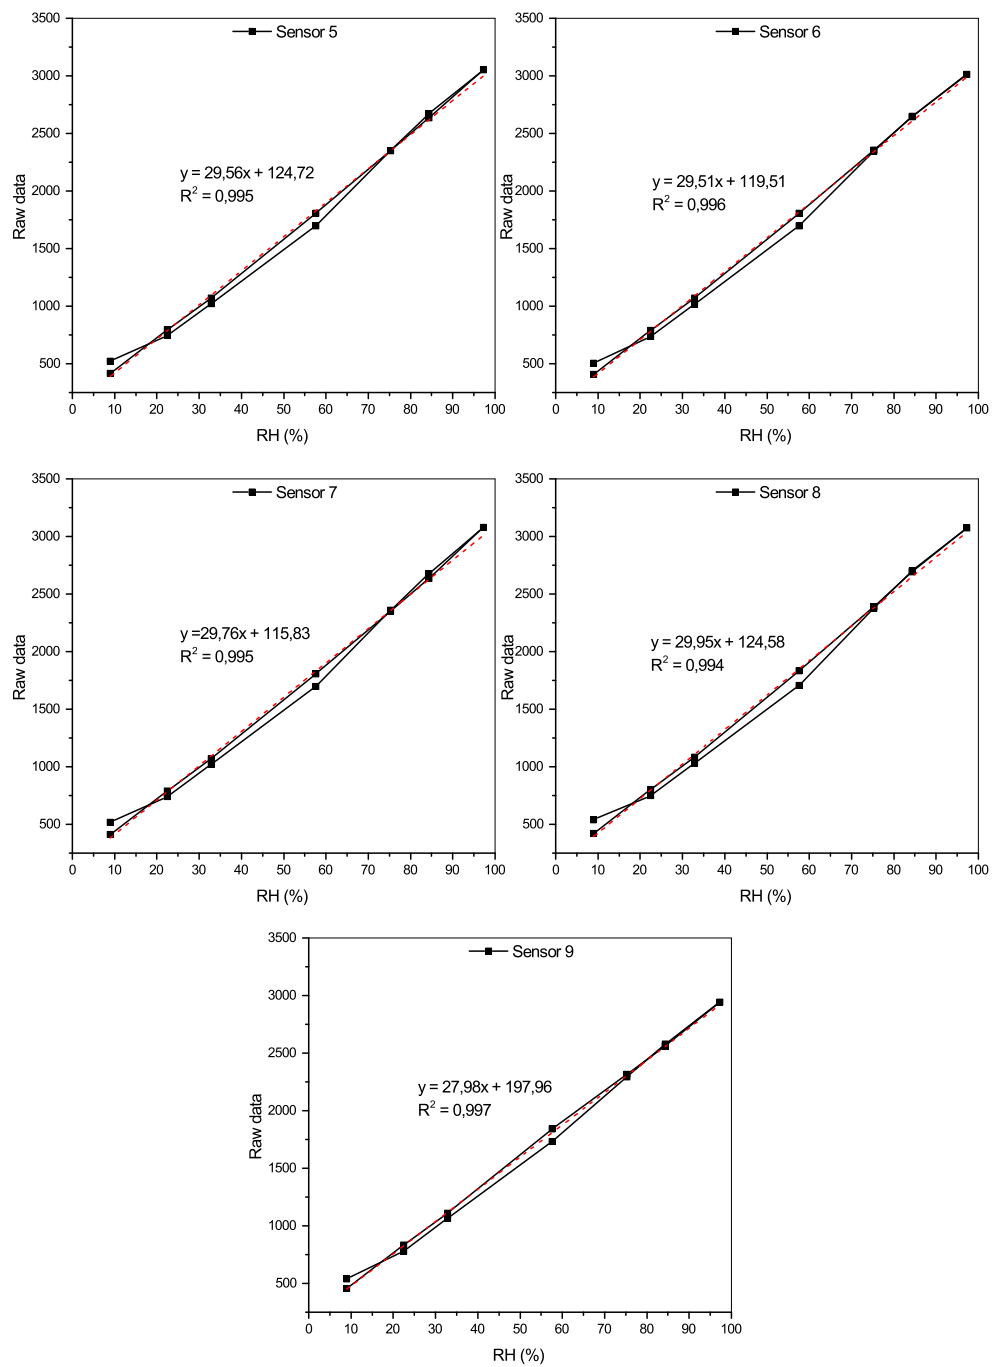 Sensor 5
3500
3000
2500
2000
1500
1000
500
Raw data
y = 29,56x + 124,72
R² = 0,995
0 10 20 30 40 50 60 70 80 90 100
RH (%)
Sensor 6
3500
3000
2500
2000
1500
1000
500
Raw data
y = 29,51x + 119,51
R² = 0,996
0 10 20 30 40 50 60 70 80 90 100
RH (%)
Sensor 7
3500
3000
2500
2000
1500
1000
500
Raw data
y =29,76x + 115,83
R² = 0,995
0 10 20 30 40 50 60 70 80 90 100
RH (%)
Sensor 8
3500
3000
2500
2000
1500
1000
500
Raw data
y = 29,95x + 124,58
R² = 0,994
0 10 20 30 40 50 60 70 80 90 100
RH (%)
Sensor 9
3500
3000
2500
2000
1500
1000
500
Raw data
y = 27,98x + 197,96
R² = 0,997
0 10 20 30 40 50 60 70 80 90 100
RH (%)